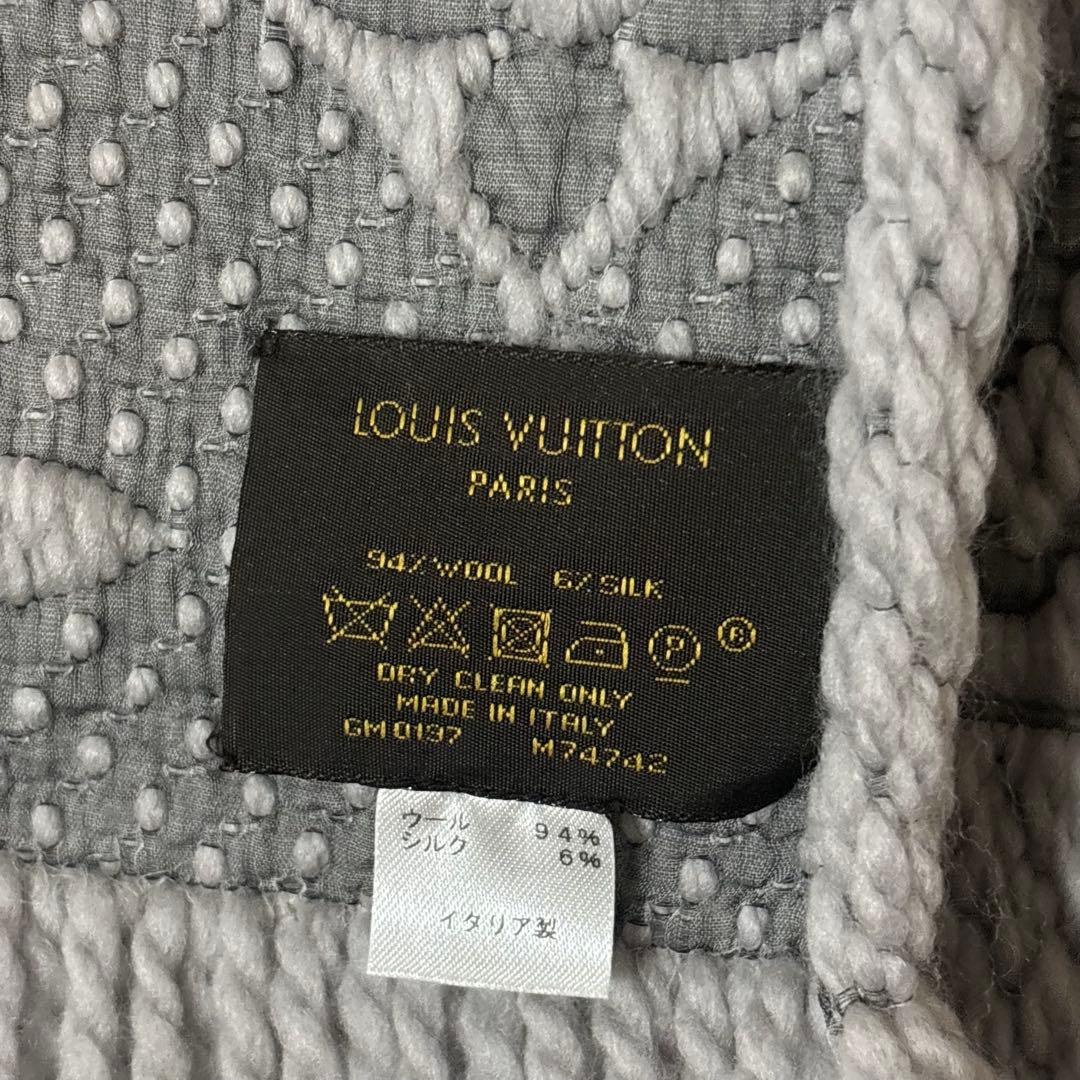 LOUIS VUITTON
PARIS
94% WOOL 6% SILK
P ®
DRY CLEAN ONLY
MADE IN ITALY
GM0197 M74742
ウール 94%
シルク 6%
イタリア製